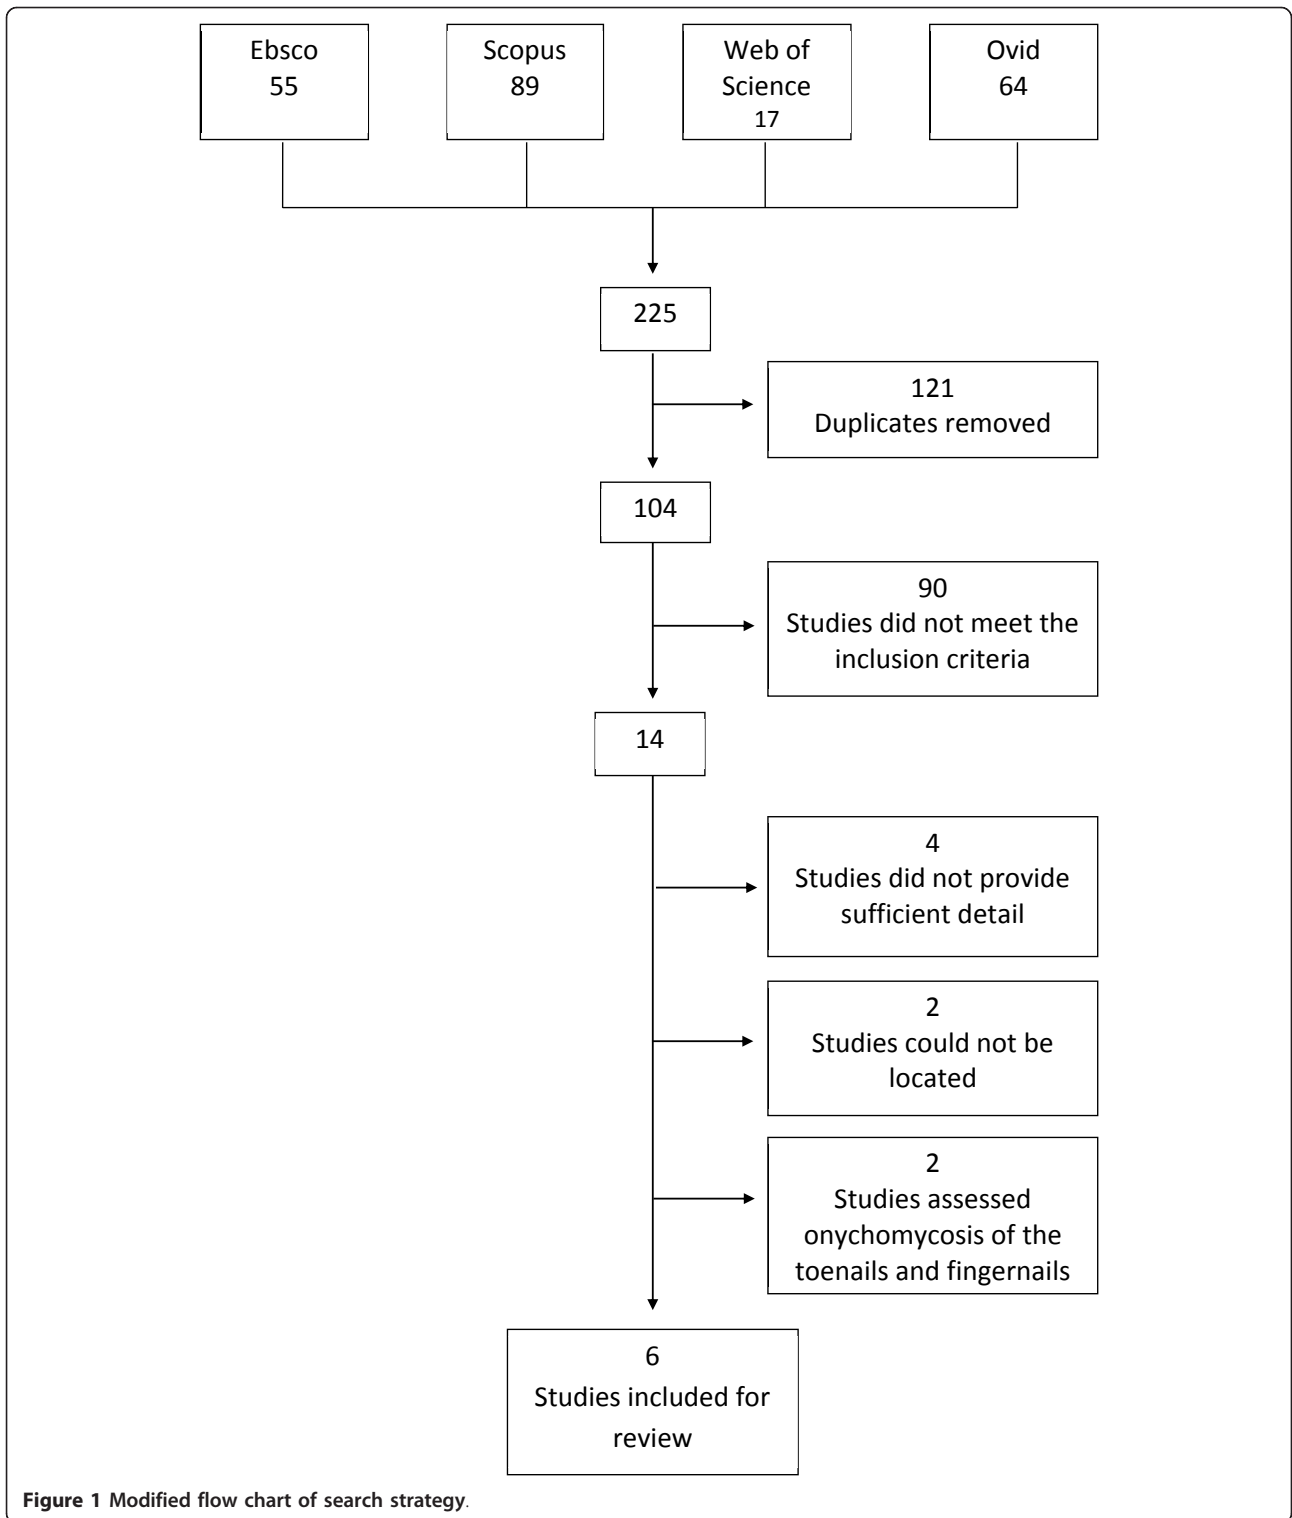 Ebsco
55
Scopus
89
Web of
Science
17
Ovid
64
225
121
Duplicates removed
104
90
Studies did not meet the
inclusion criteria
14
4
Studies did not provide
sufficient detail
2
Studies could not be
located
2
Studies assessed
onychomycosis of the
toenails and fingernails
6
Studies included for
review
Figure 1 Modified flow chart of search strategy.